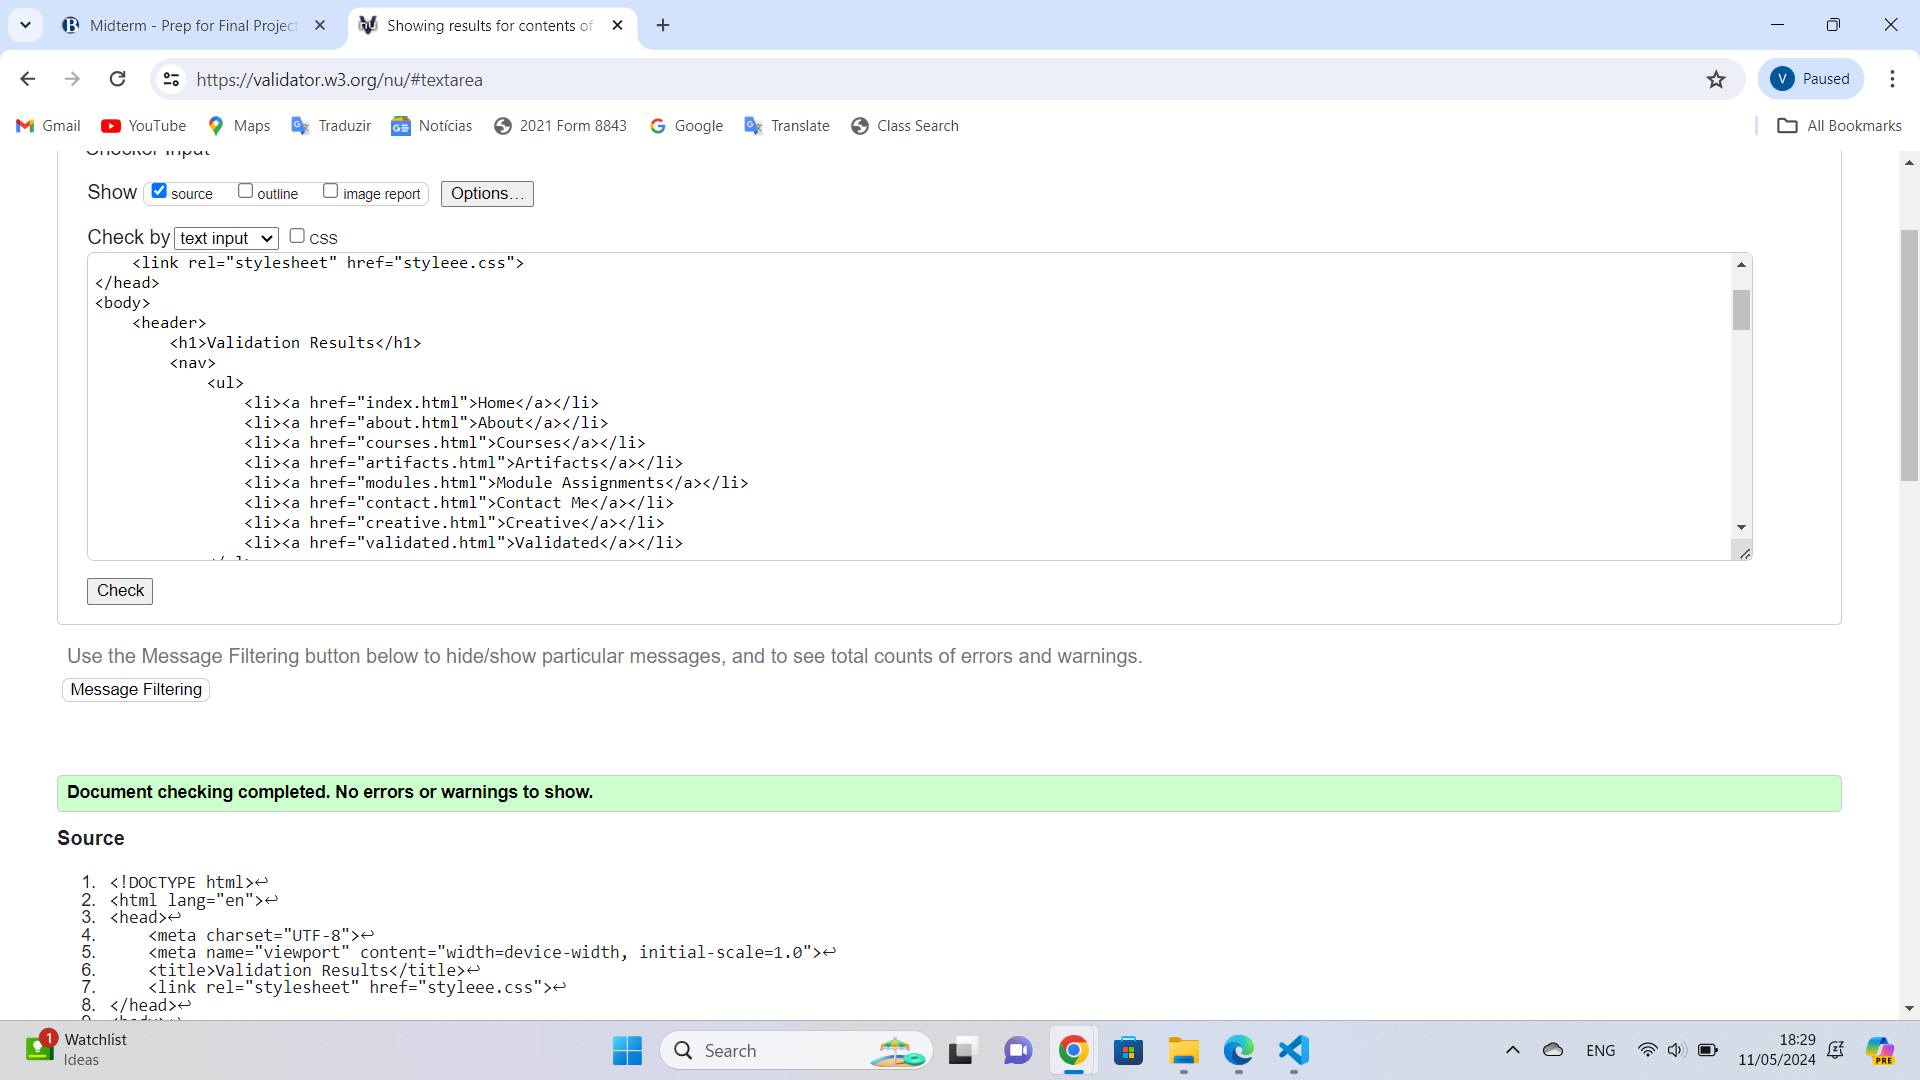 Midterm - Prep for Final Project
Showing results for contents of
https://validator.w3.org/nu/#textarea
V Paused
Gmail YouTube Maps Traduzir Notícias 2021 Form 8843 Google Translate Class Search All Bookmarks
Checker Input
Show source outline image report Options…
Check by text input CSS
<link rel="stylesheet" href="styleee.css">
</head>
<body>
<header>
<h1>Validation Results</h1>
<nav>
<ul>
<li><a href="index.html">Home</a></li>
<li><a href="about.html">About</a></li>
<li><a href="courses.html">Courses</a></li>
<li><a href="artifacts.html">Artifacts</a></li>
<li><a href="modules.html">Module Assignments</a></li>
<li><a href="contact.html">Contact Me</a></li>
<li><a href="creative.html">Creative</a></li>
<li><a href="validated.html">Validated</a></li>
Check
Use the Message Filtering button below to hide/show particular messages, and to see total counts of errors and warnings.
Message Filtering
Document checking completed. No errors or warnings to show.
Source
1. <!DOCTYPE html>↩
2. <html lang="en">↩
3. <head>↩
4. <meta charset="UTF-8">↩
5. <meta name="viewport" content="width=device-width, initial-scale=1.0">↩
6. <title>Validation Results</title>↩
7. <link rel="stylesheet" href="styleee.css">↩
8. </head>↩
1 Watchlist
Ideas
Search
ENG
18:29
11/05/2024
PRE